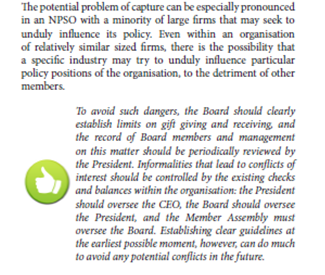 The potential problem of capture can be especially pronounced
in an NPSO with a minority of large firms that may seek to
unduly influence its policy. Even within an organisation
of relatively similar sized firms, there is the possibility that
a specific industry may try to unduly influence particular
policy positions of the organisation, to the detriment of other
members.
To avoid such dangers, the Board should clearly
establish limits on gift giving and receiving, and
the record of Board members and management
on this matter should be periodically reviewed by
the President. Informalities that lead to conflicts of
interest should be controlled by the existing checks
and balances within the organisation: the President
should oversee the CEO, the Board should oversee
the President, and the Member Assembly must
oversee the Board. Establishing clear guidelines at
the earliest possible moment, however, can do much
to avoid any potential conflicts in the future.